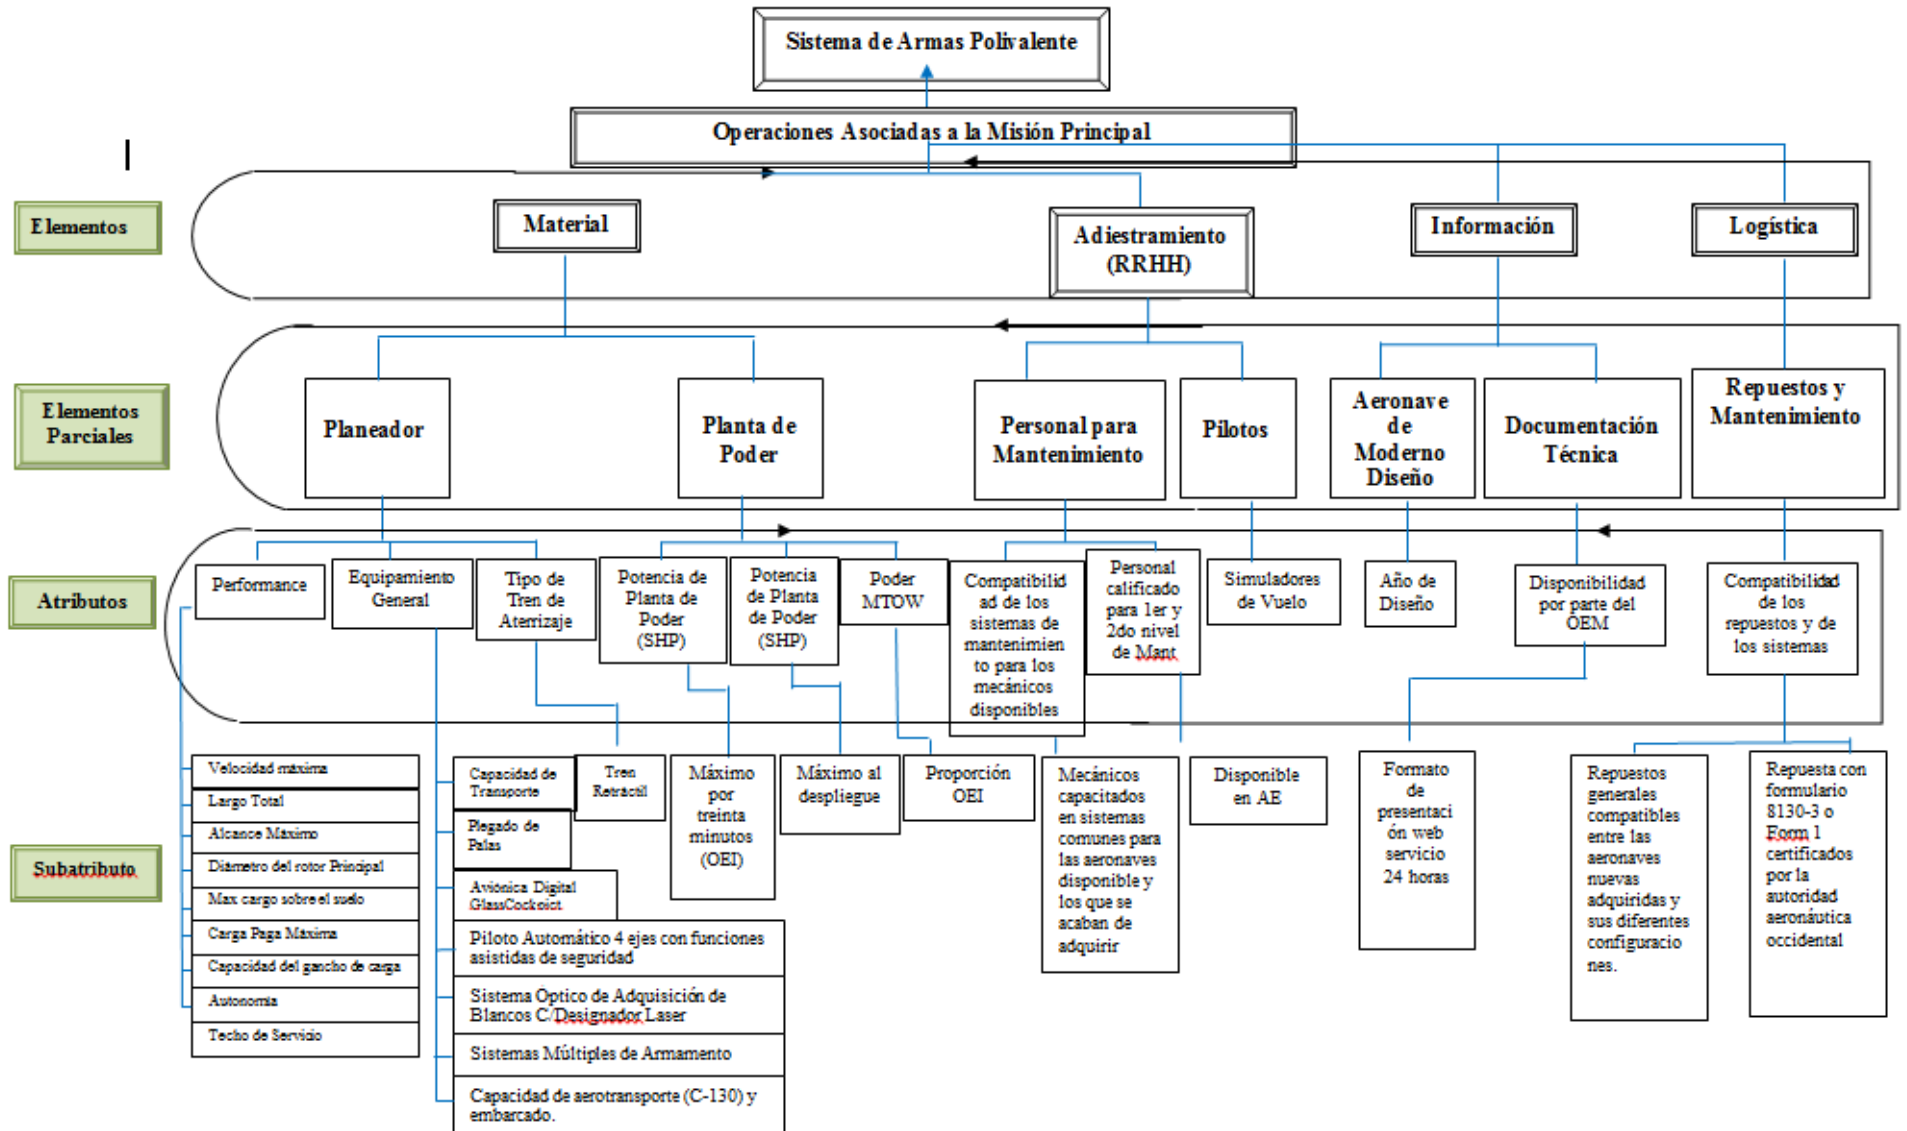 Sistema de Armas Polivalente
Operaciones Asociadas a la Misión Principal
Elementos
Material
Adiestramiento
(RRHH)
Información
Logística
Elementos
Parciales
Planeador
Planta de
Poder
Personal para
Mantenimiento
Pilotos
Aeronave
de
Moderno
Diseño
Documentación
Técnica
Repuestos y
Mantenimiento
Atributos
Performance
Equipamiento
General
Tipo de
Tren de
Aterrizaje
Potencia de
Planta de
Poder
(SHP)
Potencia
de Planta
de Poder
(SHP)
Poder
MTOW
Compatibilid
ad de los
sistemas de
mantenimien
to para los
mecánicos
disponibles
Personal
calificado
para 1er y
2do nivel
de Mant
Simuladores
de Vuelo
Año de
Diseño
Disponibilidad
por parte del
OEM
Compatibilidad
de los
repuestos y de
los sistemas
Subatributo
Velocidad máxima
Largo Total
Alcance Máximo
Diámetro del rotor Principal
Max cargo sobre el suelo
Carga Paga Máxima
Capacidad del gancho de carga
Autonomia
Techo de Servicio
Capacidad de
Transporte
Plegado de
Palas
Aviónica Digital
GlassCockpict
Piloto Automático 4 ejes con funciones
asistidas de seguridad
Sistema Óptico de Adquisición de
Blancos C/Designador Laser
Sistemas Múltiples de Armamento
Capacidad de aerotransporte (C-130) y
embarcado.
Tren
Retráctil
Máximo
por
treinta
minutos
(OEI)
Máximo al
despliegue
Proporción
OEI
Mecánicos
capacitados
en sistemas
comunes para
las aeronaves
disponible y
los que se
acaban de
adquirir
Disponible
en AE
Formato
de
presentaci
ón web
servicio
24 horas
Repuestos
generales
compatibles
entre las
aeronaves
nuevas
adquiridas y
sus diferentes
configuracio
nes.
Repuesta con
formulario
8130-3 o
Form 1
certificados
por la
autoridad
aeronáutica
occidental